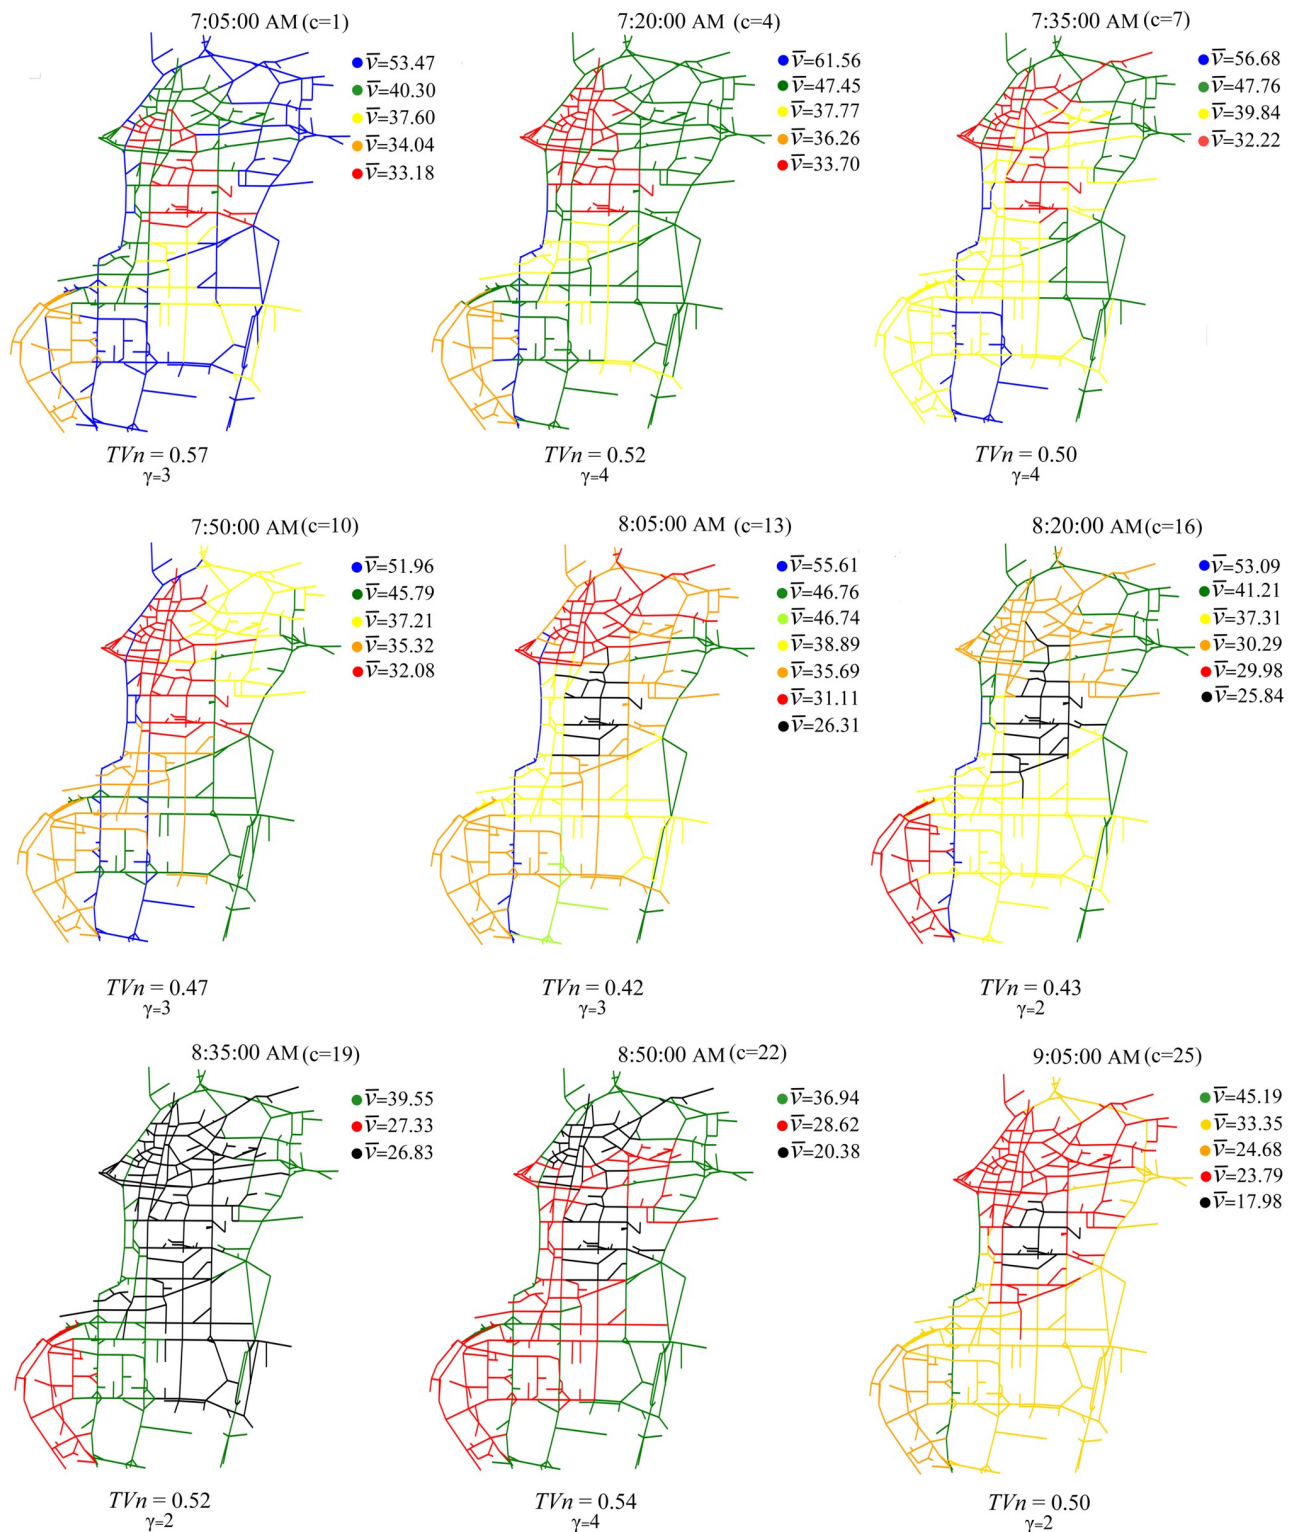 7:05:00 AM (c=1)
v̅=53.47
v̅=40.30
v̅=37.60
v̅=34.04
v̅=33.18
TVn = 0.57
γ=3
7:20:00 AM (c=4)
v̅=61.56
v̅=47.45
v̅=37.77
v̅=36.26
v̅=33.70
TVn = 0.52
γ=4
7:35:00 AM (c=7)
v̅=56.68
v̅=47.76
v̅=39.84
v̅=32.22
TVn = 0.50
γ=4
7:50:00 AM (c=10)
v̅=51.96
v̅=45.79
v̅=37.21
v̅=35.32
v̅=32.08
TVn = 0.47
γ=3
8:05:00 AM (c=13)
v̅=55.61
v̅=46.76
v̅=46.74
v̅=38.89
v̅=35.69
v̅=31.11
v̅=26.31
TVn = 0.42
γ=3
8:20:00 AM (c=16)
v̅=53.09
v̅=41.21
v̅=37.31
v̅=30.29
v̅=29.98
v̅=25.84
TVn = 0.43
γ=2
8:35:00 AM (c=19)
v̅=39.55
v̅=27.33
v̅=26.83
TVn = 0.52
γ=2
8:50:00 AM (c=22)
v̅=36.94
v̅=28.62
v̅=20.38
TVn = 0.54
γ=4
9:05:00 AM (c=25)
v̅=45.19
v̅=33.35
v̅=24.68
v̅=23.79
v̅=17.98
TVn = 0.50
γ=2